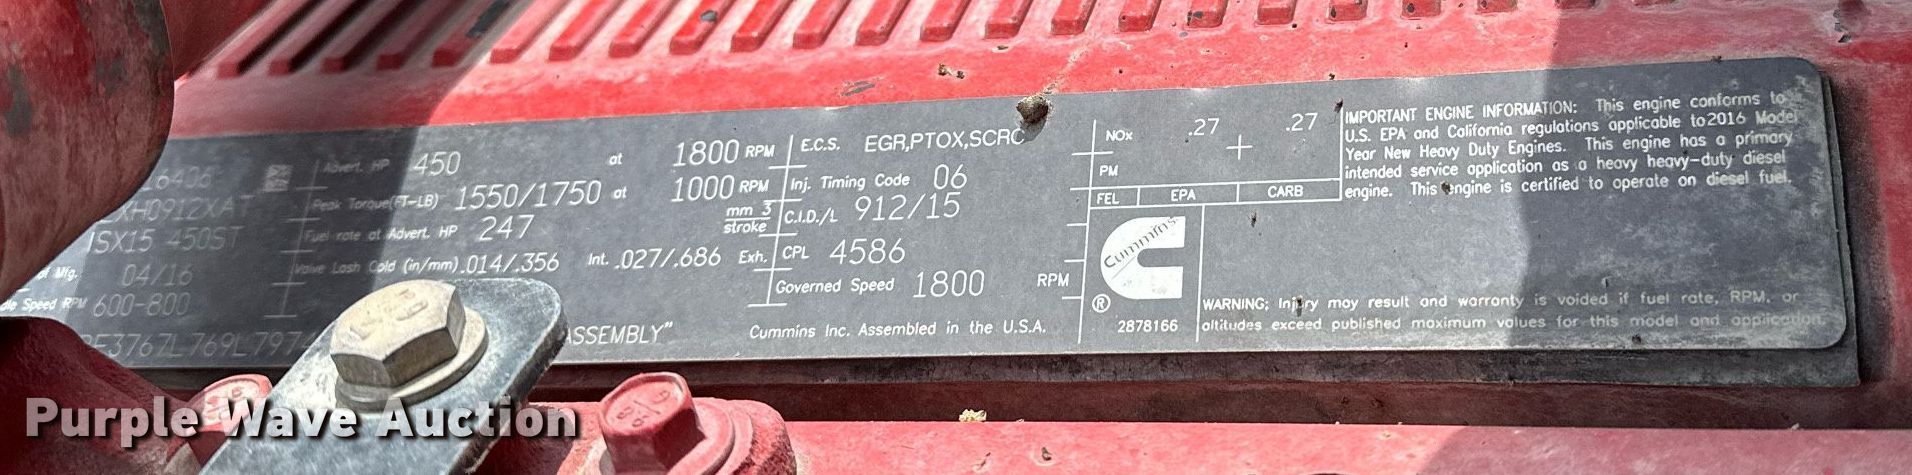 6406
Advert. HP 450 at 1800 RPM
XH0912XAT
Peak Torque(FT-LB) 1550/1750 at 1000 RPM
ISX15 450ST
Fuel rate at Advert. HP 247 mm 3 stroke
of Mfg. 04/16
Valve Lash Cold (in/mm) .014/.356 Int. .027/.686 Exh.
Speed RPM 600-800
3767L769L797
ASSEMBLY"
E.C.S. EGR,PTOX,SCRC
Inj. Timing Code 06
C.I.D./L 912/15
CPL 4586
Governed Speed 1800 RPM
Cummins Inc. Assembled in the U.S.A.
NOx .27 + .27
PM
FEL EPA CARB
Cummins
®
2878166
IMPORTANT ENGINE INFORMATION: This engine conforms to
U.S. EPA and California regulations applicable to 2016 Model
Year New Heavy Duty Engines. This engine has a primary
intended service application as a heavy heavy-duty diesel
engine. This engine is certified to operate on diesel fuel.
WARNING; Injury may result and warranty is voided if fuel rate, RPM, or
altitudes exceed published maximum values for this model and application.
Purple Wave Auction